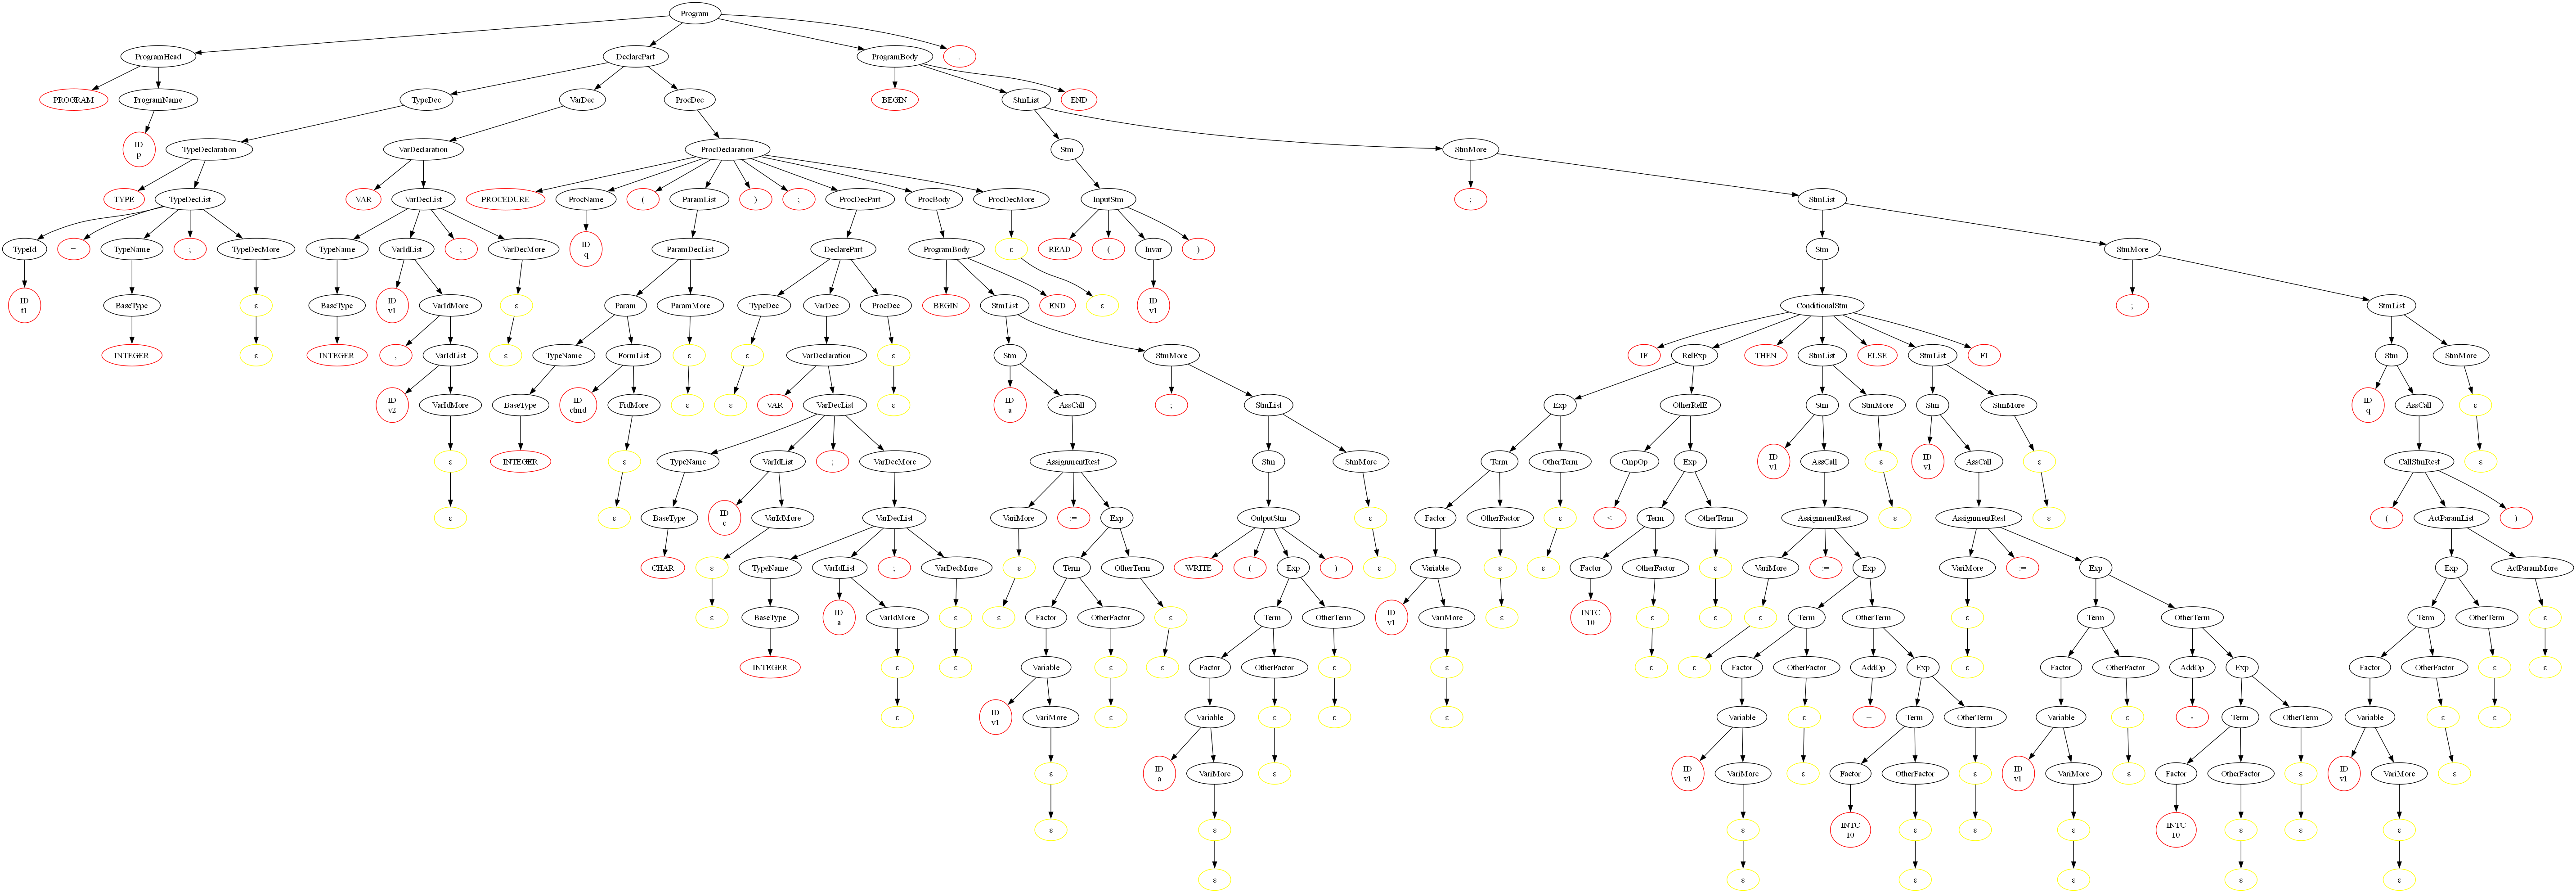 Program
ProgramHead DeclarePart ProgramBody .
PROGRAM ProgramName TypeDec VarDec ProcDec BEGIN StmList END
ID p TypeDeclaration VarDeclaration ProcDeclaration Stm StmMore
TYPE TypeDecList VAR VarDecList PROCEDURE ProcName ( ParamList ) ; ProcDecPart ProcBody ProcDecMore InputStm ; StmList
TypeId = TypeName ; TypeDecMore TypeName VarIdList ; VarDecMore ID q ParamDecList DeclarePart ProgramBody ε READ ( Invar ) Stm StmMore
ID t1 BaseType ε BaseType ID v1 VarIdMore ε Param ParamMore TypeDec VarDec ProcDec BEGIN StmList END ε ID v1 ConditionalStm ; StmList
INTEGER ε INTEGER , VarIdList ε TypeName FormList ε ε VarDeclaration ε Stm StmMore IF RelExp THEN StmList ELSE StmList FI Stm StmMore
ID v2 VarIdMore BaseType ID ctmd FidMore ε ε VAR VarDecList ε ID a AssCall ; StmList Exp OtherRelE Stm StmMore Stm StmMore ID q AssCall ε
ε INTEGER ε TypeName VarIdList ; VarDecMore AssignmentRest Stm StmMore Term OtherTerm CmpOp Exp ID v1 AssCall ε ID v1 AssCall ε CallStmRest ε
ε ε BaseType ID c VarIdMore VarDecList VariMore := Exp OutputStm ε Factor OtherFactor ε < Term OtherTerm AssignmentRest ε AssignmentRest ε ( ActParamList )
CHAR ε TypeName VarIdList ; VarDecMore ε Term OtherTerm WRITE ( Exp ) ε Variable ε ε Factor OtherFactor ε VariMore := Exp VariMore := Exp Exp ActParamMore
ε BaseType ID a VarIdMore ε ε Factor OtherFactor ε Term OtherTerm ID v1 VariMore ε INTC 10 ε ε ε Term OtherTerm ε Term OtherTerm Term OtherTerm ε
INTEGER ε ε Variable ε ε Factor OtherFactor ε ε ε ε Factor OtherFactor AddOp Exp ε Factor OtherFactor AddOp Exp Factor OtherFactor ε ε
ε ID v1 VariMore ε Variable ε ε ε Variable ε + Term OtherTerm Variable ε - Term OtherTerm Variable ε ε
ε ID a VariMore ε ID v1 VariMore ε Factor OtherFactor ε ID v1 VariMore ε Factor OtherFactor ε ID v1 VariMore ε
ε ε ε INTC 10 ε ε ε INTC 10 ε ε ε
ε ε ε ε ε ε